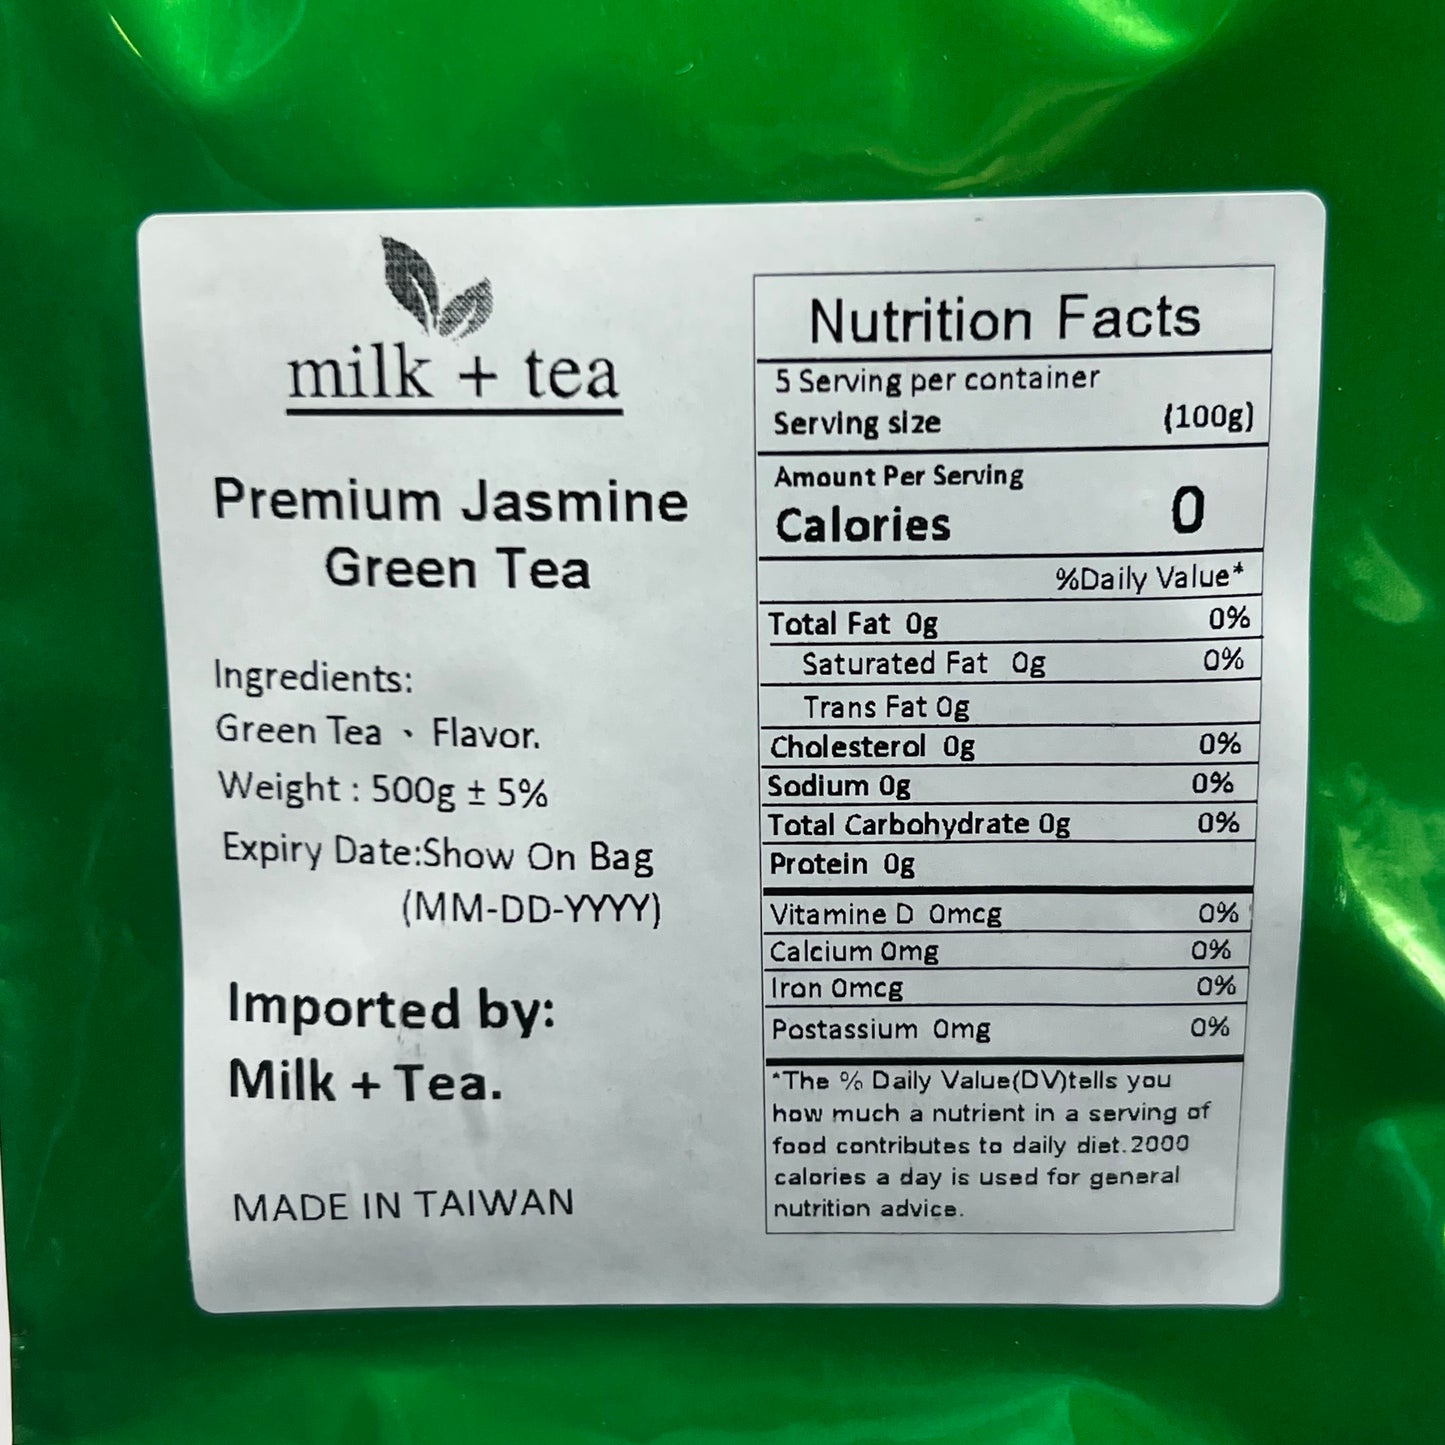 milk + tea
Premium Jasmine
Green Tea
Ingredients:
Green Tea、Flavor.
Weight : 500g ± 5%
Expiry Date:Show On Bag
(MM-DD-YYYY)
Imported by:
Milk + Tea.
MADE IN TAIWAN
Nutrition Facts
5 Serving per container
Serving size (100g)
Amount Per Serving
Calories 0
%Daily Value*
Total Fat 0g 0%
Saturated Fat 0g 0%
Trans Fat 0g
Cholesterol 0g 0%
Sodium 0g 0%
Total Carbohydrate 0g 0%
Protein 0g
Vitamine D 0mcg 0%
Calcium 0mg 0%
Iron 0mcg 0%
Postassium 0mg 0%
*The % Daily Value(DV)tells you
how much a nutrient in a serving of
food contributes to daily diet.2000
calories a day is used for general
nutrition advice.